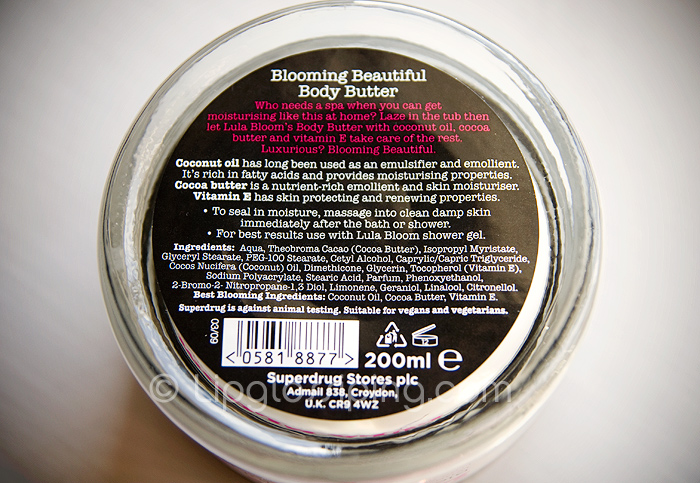 Blooming Beautiful
Body Butter
Who needs a spa when you can get
moisturising like this at home? Laze in the tub then
let Lula Bloom's Body Butter with coconut oil, cocoa
butter and vitamin E take care of the rest.
Luxurious? Blooming Beautiful.
Coconut oil has long been used as an emulsifier and emollient.
It's rich in fatty acids and provides moisturising properties.
Cocoa butter is a nutrient-rich emollient and skin moisturiser.
Vitamin E has skin protecting and renewing properties.
• To seal in moisture, massage into clean damp skin
immediately after the bath or shower.
• For best results use with Lula Bloom shower gel.
Ingredients: Aqua, Theobroma Cacao (Cocoa Butter), Isopropyl Myristate,
Glyceryl Stearate, PEG-100 Stearate, Cetyl Alcohol, Caprylic/Capric Triglyceride,
Cocos Nucifera (Coconut) Oil, Dimethicone, Glycerin, Tocopherol (Vitamin E),
Sodium Polyacrylate, Stearic Acid, Parfum, Phenoxyethanol,
2-Bromo-2- Nitropropane-1,3 Diol, Limonene, Geraniol, Linalool, Citronellol.
Best Blooming Ingredients: Coconut Oil, Cocoa Butter, Vitamin E.
Superdrug is against animal testing. Suitable for vegans and vegetarians.
03/09
<0581 8877>
200ml e
Superdrug Stores plc
Admail 838, Croydon,
U.K. CR9 4WZ